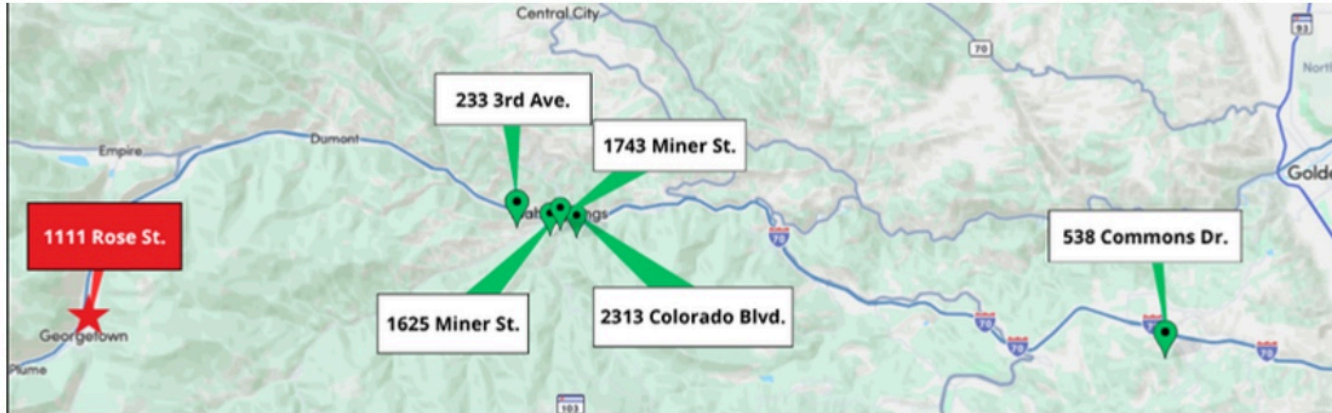 Central City
93
70
North
233 3rd Ave.
1743 Miner St.
Dumont
Empire
Golde
1111 Rose St.
538 Commons Dr.
70
1625 Miner St.
2313 Colorado Blvd.
70
70
70
Georgetown
Plume
103